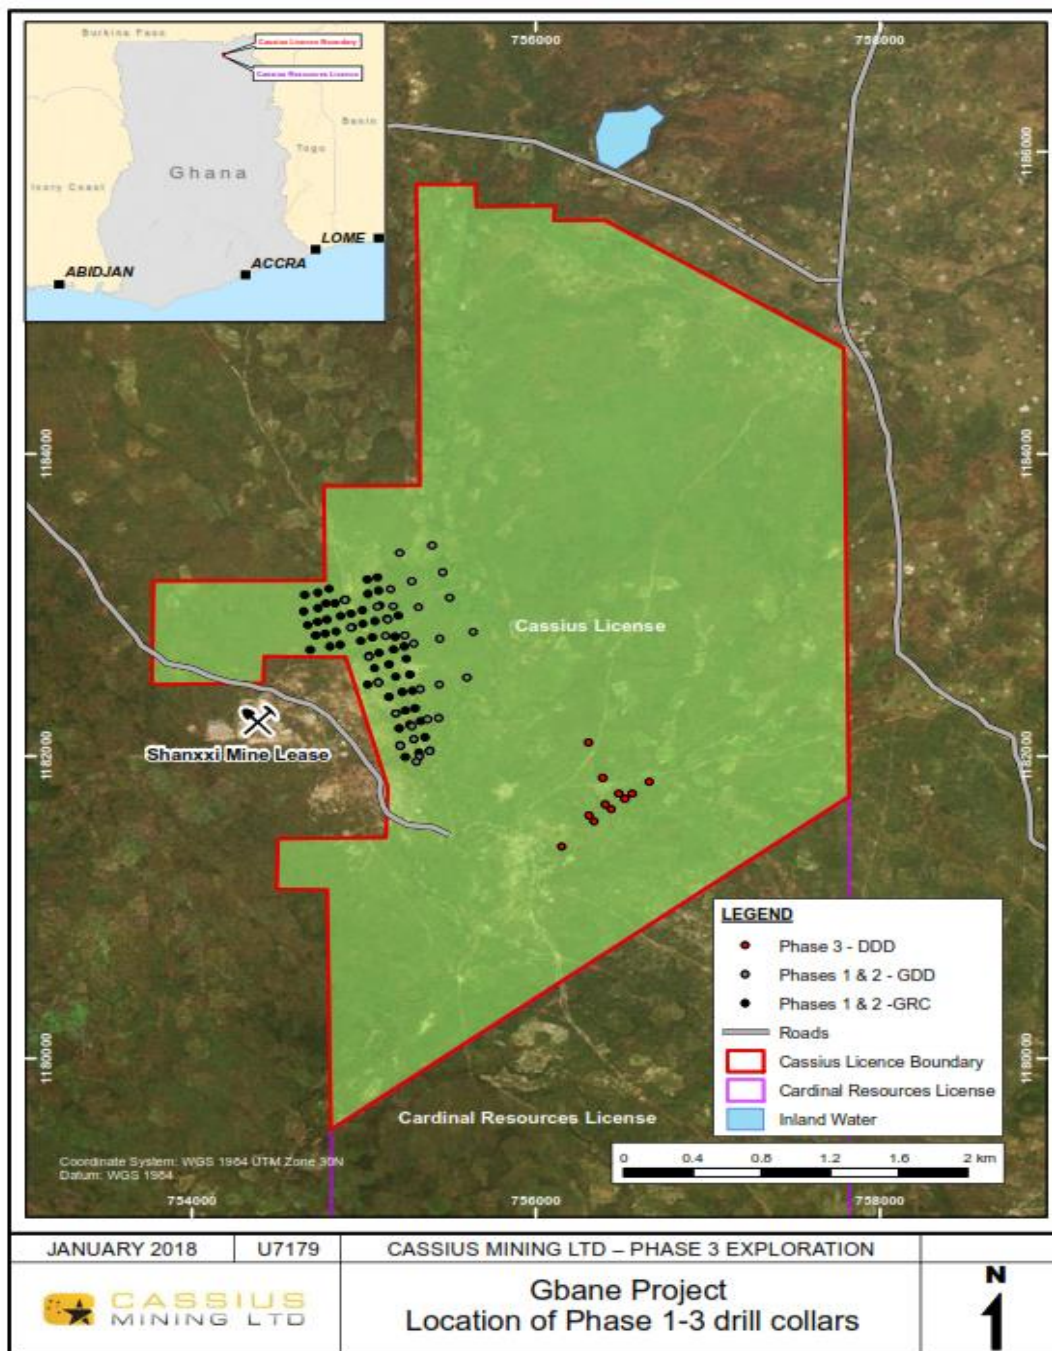 Burkina Faso
Cassius Licence Boundary
Cassius Resources Licence
Benin
Togo
Ghana
Ivory Coast
LOME
ACCRA
ABIDJAN
756000
758000
1186000
1184000
1184000
Cassius License
Shanxxi Mine Lease
1182000
1182000
LEGEND
Phase 3 - DDD
Phases 1 & 2 - GDD
Phases 1 & 2 -GRC
Roads
Cassius Licence Boundary
Cardinal Resources License
Inland Water
1180000
1180000
Cardinal Resources License
Coordinate System: WGS 1984 UTM Zone 30N
Datum: WGS 1984
0 0.4 0.8 1.2 1.6 2 km
754000
756000
758000
JANUARY 2018
U7179
CASSIUS MINING LTD – PHASE 3 EXPLORATION
CASSIUS
MINING LTD
Gbane Project
Location of Phase 1-3 drill collars
N